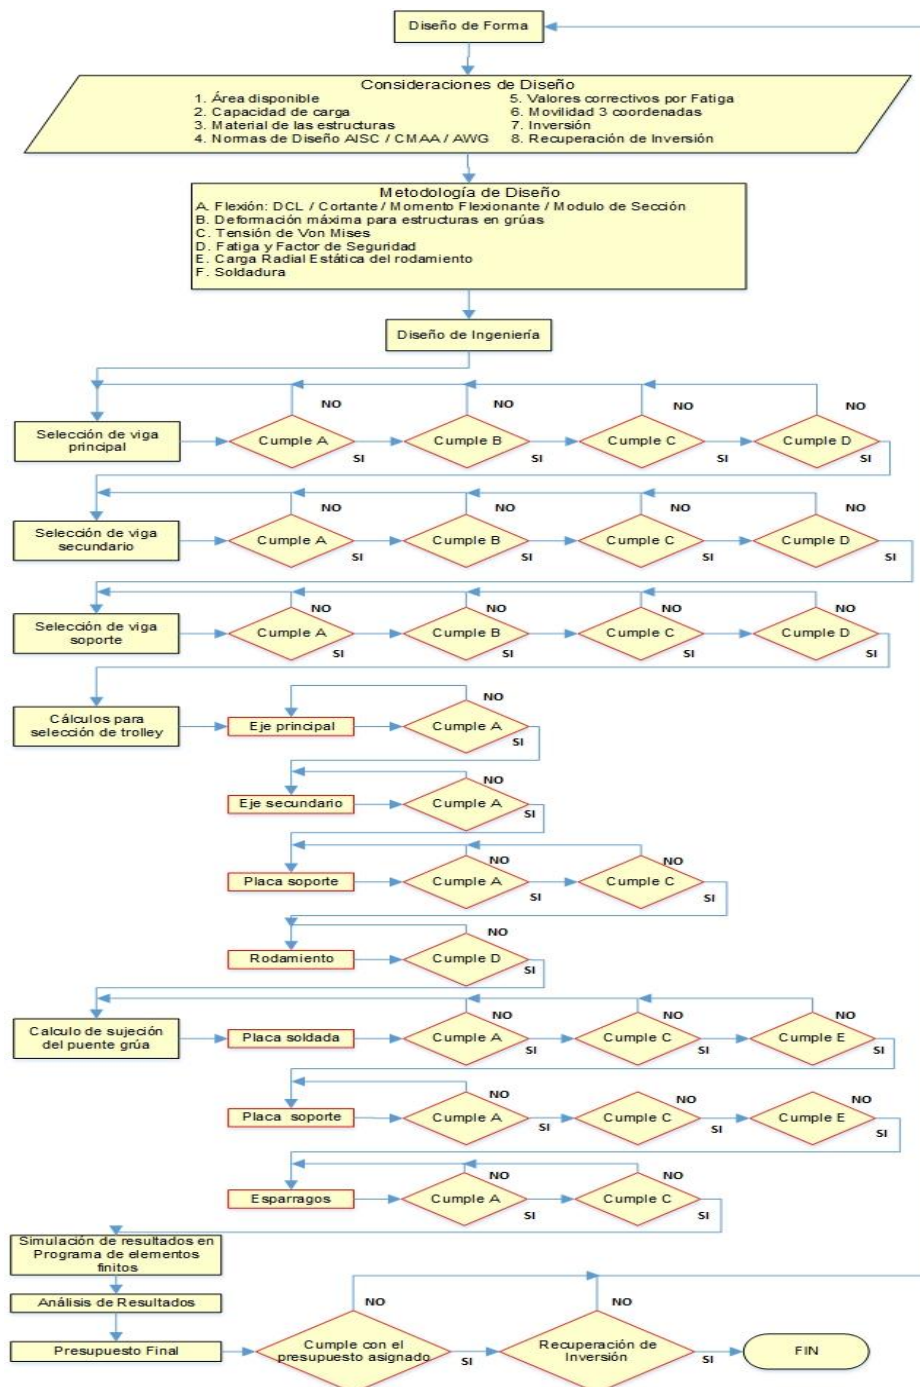 Diseño de Forma
Consideraciones de Diseño
1. Área disponible
2. Capacidad de carga
3. Material de las estructuras
4. Normas de Diseño AISC / CMAA / AWG
5. Valores correctivos por Fatiga
6. Movilidad 3 coordenadas
7. Inversión
8. Recuperación de Inversión
Metodología de Diseño
A. Flexión: DCL / Cortante / Momento Flexionante / Modulo de Sección
B. Deformación máxima para estructuras en grúas
C. Tensión de Von Mises
D. Fatiga y Factor de Seguridad
E. Carga Radial Estática del rodamiento
F. Soldadura
Diseño de Ingeniería
NO NO NO NO
Selección de viga
principal
Cumple A Cumple B Cumple C Cumple D
SI SI SI SI
NO NO NO NO
Selección de viga
secundario
Cumple A Cumple B Cumple C Cumple D
SI SI SI SI
NO NO NO NO
Selección de viga
soporte
Cumple A Cumple B Cumple C Cumple D
SI SI SI SI
NO
Cálculos para
selección de trolley
Eje principal Cumple A
SI
NO
Eje secundario Cumple A
SI
NO NO
Placa soporte Cumple A Cumple C
SI SI
NO
Rodamiento Cumple D
SI
NO NO NO
Calculo de sujeción
del puente grúa
Placa soldada Cumple A Cumple C Cumple E
SI SI SI
NO NO NO
Placa soporte Cumple A Cumple C Cumple E
SI SI SI
NO NO
Esparragos Cumple A Cumple C
SI SI
Simulación de resultados en
Programa de elementos
finitos
Análisis de Resultados
NO NO
Presupuesto Final
Cumple con el
presupuesto asignado
SI
Recuperación de
Inversión
SI
FIN